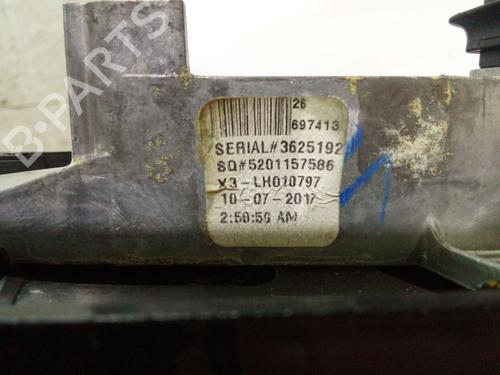 B-PARTS
26
697413
SERIAL#3625192
SQ#5201157586
X3-LH010797
10-07-2017
2:50:56 AM